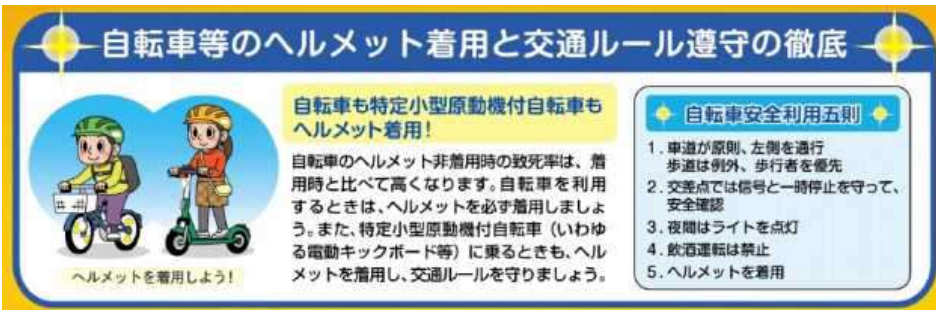 自転車等のヘルメット着用と交通ルール遵守の徹底
ヘルメットを着用しよう!
自転車も特定小型原動機付自転車も
ヘルメット着用!
自転車のヘルメット非着用時の致死率は、着
用時と比べて高くなります。自転車を利用
するときは、ヘルメットを必ず着用しましょ
う。また、特定小型原動機付自転車(いわゆ
る電動キックボード等)に乗るときも、ヘル
メットを着用し、交通ルールを守りましょう。
自転車安全利用五則
1. 車道が原則、左側を通行
歩道は例外、歩行者を優先
2. 交差点では信号と一時停止を守って、
安全確認
3. 夜間はライトを点灯
4. 飲酒運転は禁止
5. ヘルメットを着用